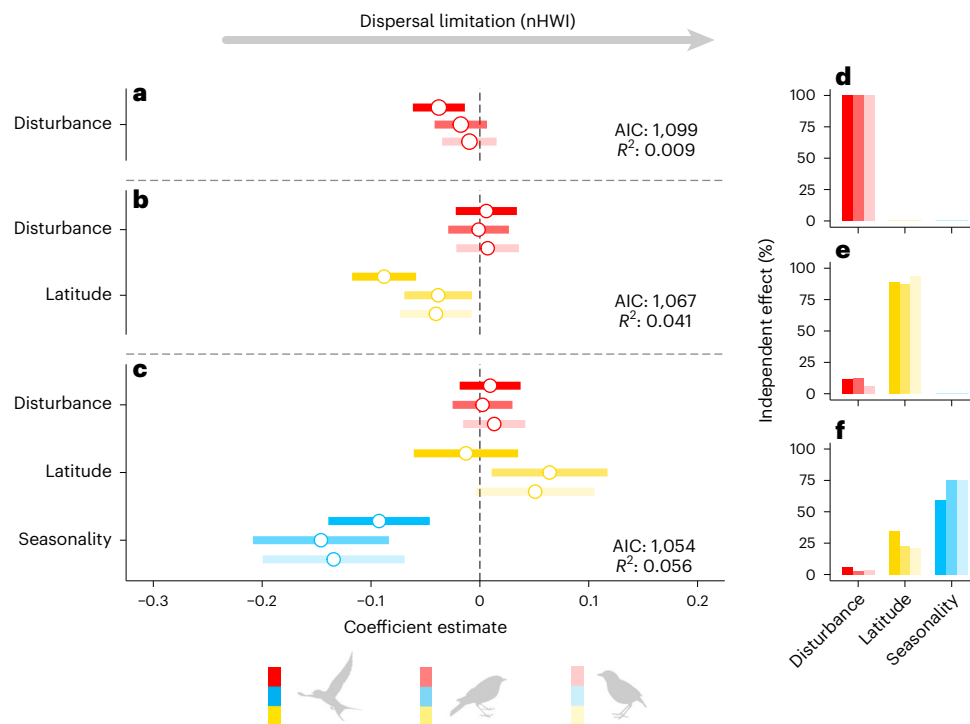 Dispersal limitation (nHWI)
a
Disturbance
AIC: 1,099
R²: 0.009
b
Disturbance
Latitude
AIC: 1,067
R²: 0.041
c
Disturbance
Latitude
Seasonality
AIC: 1,054
R²: 0.056
−0.3 −0.2 −0.1 0 0.1 0.2
Coefficient estimate
Independent effect (%)
d
100
75
50
25
0
e
100
75
50
25
0
f
75
50
25
0
Disturbance
Latitude
Seasonality